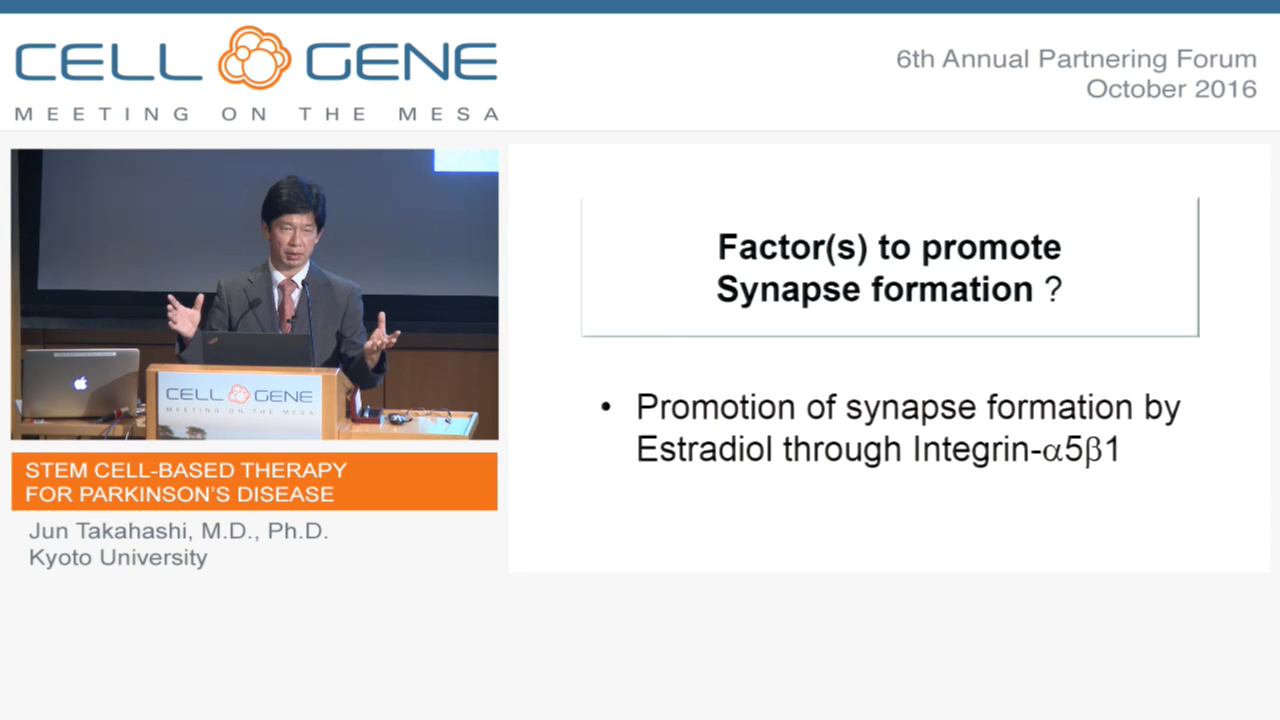 CELL GENE
MEETING ON THE MESA
6th Annual Partnering Forum
October 2016
CELL GENE
MEETING ON THE MESA
STEM CELL-BASED THERAPY
FOR PARKINSON'S DISEASE
Jun Takahashi, M.D., Ph.D.
Kyoto University
Factor(s) to promote
Synapse formation ?
• Promotion of synapse formation by
Estradiol through Integrin-α5β1